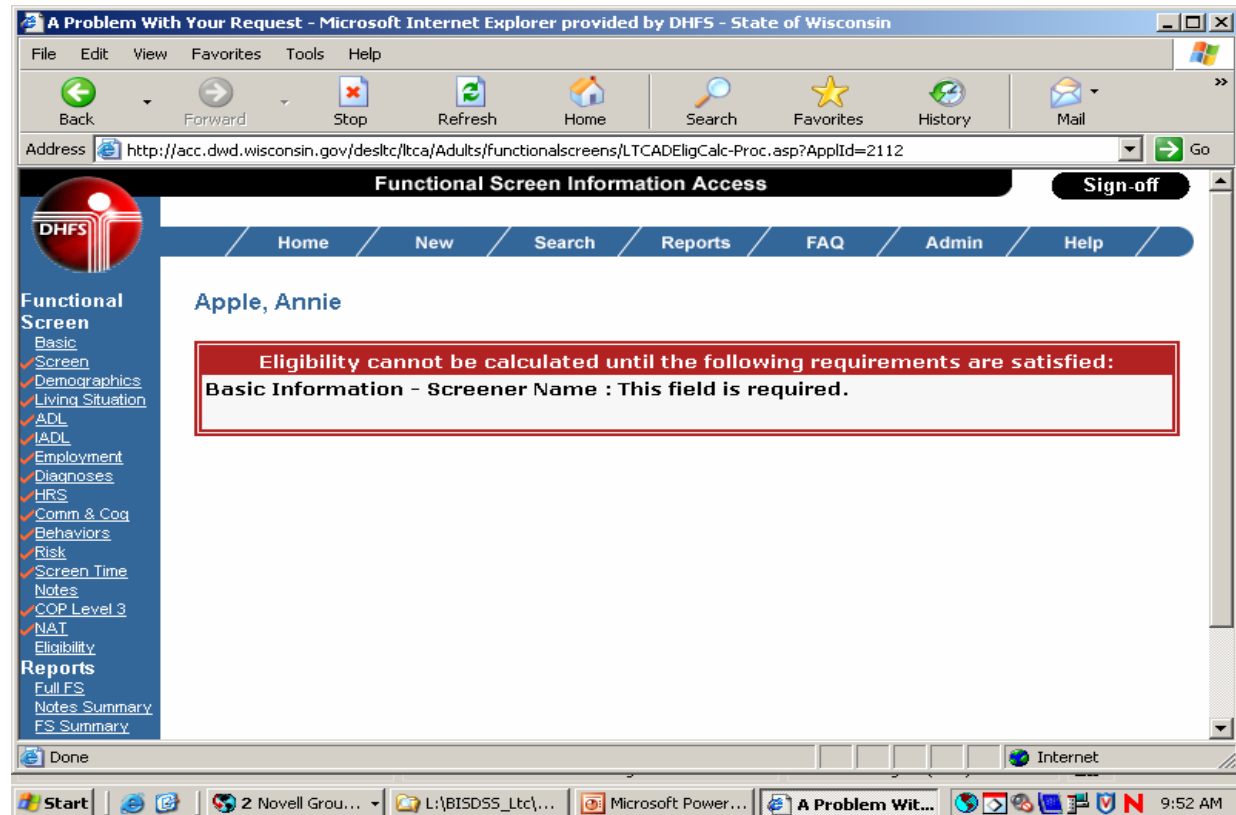 A Problem With Your Request - Microsoft Internet Explorer provided by DHFS - State of Wisconsin
File Edit View Favorites Tools Help
Back Forward Stop Refresh Home Search Favorites History Mail »
Address http://acc.dwd.wisconsin.gov/desltc/ltca/Adults/functionalscreens/LTCADEligCalc-Proc.asp?ApplId=2112 Go
Functional Screen Information Access Sign-off
DHFS
Home New Search Reports FAQ Admin Help
Functional
Screen
Basic
Screen
Demographics
Living Situation
ADL
IADL
Employment
Diagnoses
HRS
Comm & Cog
Behaviors
Risk
Screen Time
Notes
COP Level 3
NAT
Eligibility
Reports
Full FS
Notes Summary
FS Summary
Apple, Annie
Eligibility cannot be calculated until the following requirements are satisfied:
Basic Information - Screener Name : This field is required.
Done Internet
Start 2 Novell Grou... L:\BISDSS_Ltc\... Microsoft Power... A Problem Wit... N 9:52 AM